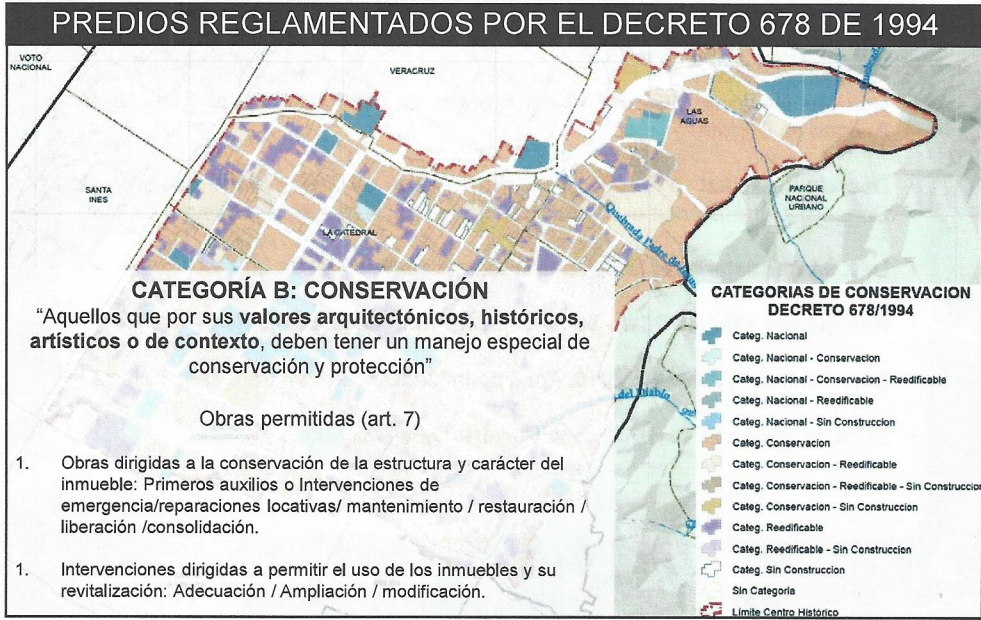 PREDIOS REGLAMENTADOS POR EL DECRETO 678 DE 1994
VOTO
NACIONAL
VERACRUZ
LAS
AGUAS
SANTA
INES
PARQUE
NACIONAL
URBANO
LA CATEDRAL
Quebrada Padre de
CATEGORÍA B: CONSERVACIÓN
“Aquellos que por sus valores arquitectónicos, históricos,
artísticos o de contexto, deben tener un manejo especial de
conservación y protección”
Obras permitidas (art. 7)
1. Obras dirigidas a la conservación de la estructura y carácter del
inmueble: Primeros auxilios o Intervenciones de
emergencia/reparaciones locativas/ mantenimiento / restauración /
liberación /consolidación.
1. Intervenciones dirigidas a permitir el uso de los inmuebles y su
revitalización: Adecuación / Ampliación / modificación.
del Diablo
CATEGORIAS DE CONSERVACION
DECRETO 678/1994
Categ. Nacional
Categ. Nacional - Conservacion
Categ. Nacional - Conservacion - Reedificable
Categ. Nacional - Reedificable
Categ. Nacional - Sin Construccion
Categ. Conservacion
Categ. Conservacion - Reedificable
Categ. Conservacion - Reedificable - Sin Construccion
Categ. Conservacion - Sin Construccion
Categ. Reedificable
Categ. Reedificable - Sin Construccion
Categ. Sin Construccion
Sin Categoria
Límite Centro Historico